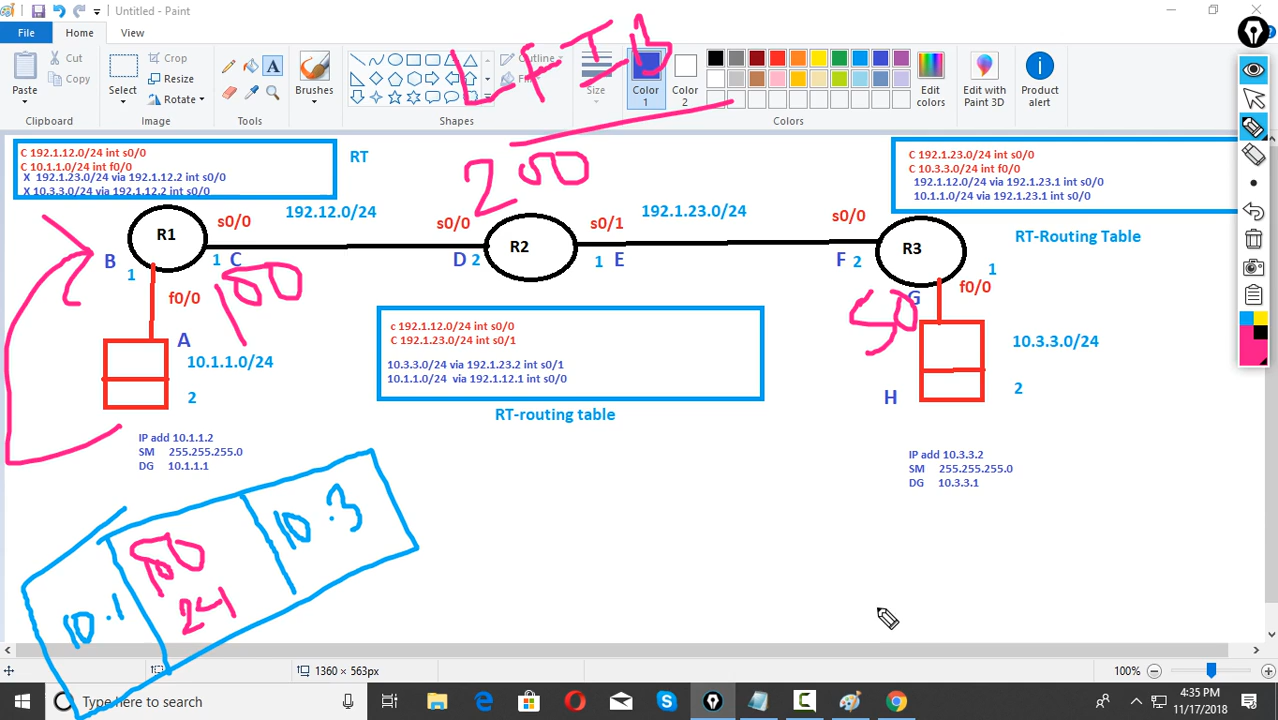 Untitled - Paint
File
Home
View
Paste
Cut
Copy
Clipboard
Select
Crop
Resize
Rotate
Image
Tools
A
Brushes
Shapes
Outline
Fill
Size
Color
1
Color
2
Colors
Edit
colors
Edit with
Paint 3D
Product
alert
LFIB
200
C 192.1.12.0/24 int s0/0
C 10.1.1.0/24 int f0/0
X 192.1.23.0/24 via 192.1.12.2 int s0/0
X 10.3.3.0/24 via 192.1.12.2 int s0/0
RT
C 192.1.23.0/24 int s0/0
C 10.3.3.0/24 int f0/0
192.1.12.0/24 via 192.1.23.1 int s0/0
10.1.1.0/24 via 192.1.23.1 int s0/0
RT-Routing Table
R1
s0/0
192.12.0/24
s0/0
R2
s0/1
192.1.23.0/24
s0/0
R3
B
1
1
C
D
2
1
E
F
2
1
100
f0/0
f0/0
G
50
A
10.1.1.0/24
2
c 192.1.12.0/24 int s0/0
C 192.1.23.0/24 int s0/1
10.3.3.0/24 via 192.1.23.2 int s0/1
10.1.1.0/24 via 192.1.12.1 int s0/0
RT-routing table
10.3.3.0/24
H
2
IP add 10.1.1.2
SM 255.255.255.0
DG 10.1.1.1
IP add 10.3.3.2
SM 255.255.255.0
DG 10.3.3.1
10.1
24
10.3
1360 × 563px
100%
Type here to search
4:35 PM
11/17/2018